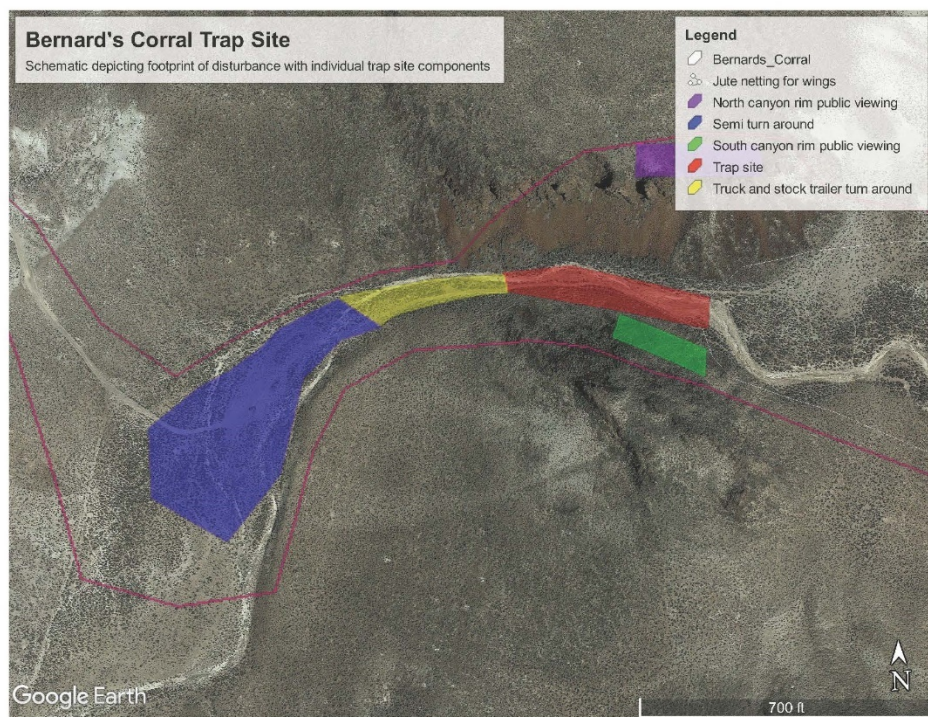 Bernard's Corral Trap Site
Schematic depicting footprint of disturbance with individual trap site components
Legend
Bernards_Corral
Jute netting for wings
North canyon rim public viewing
Semi turn around
South canyon rim public viewing
Trap site
Truck and stock trailer turn around
N
Google Earth
700 ft